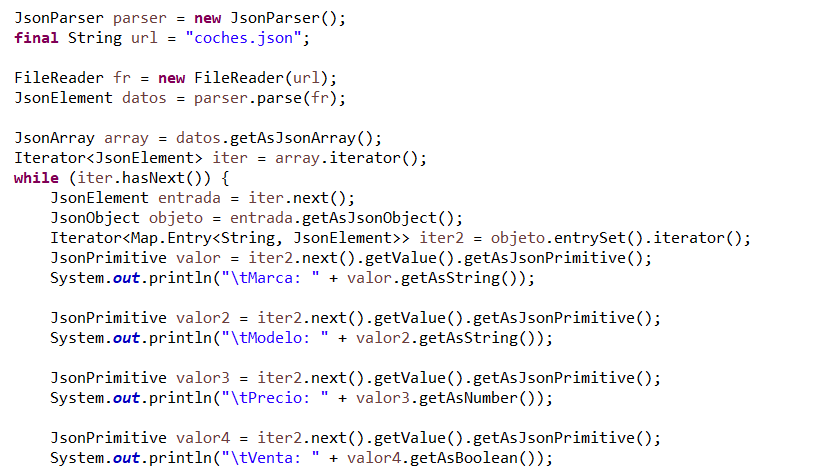 JsonParser parser = new JsonParser();
final String url = "coches.json";
FileReader fr = new FileReader(url);
JsonElement datos = parser.parse(fr);
JsonArray array = datos.getAsJsonArray();
Iterator<JsonElement> iter = array.iterator();
while (iter.hasNext()) {
    JsonElement entrada = iter.next();
    JsonObject objeto = entrada.getAsJsonObject();
    Iterator<Map.Entry<String, JsonElement>> iter2 = objeto.entrySet().iterator();
    JsonPrimitive valor = iter2.next().getValue().getAsJsonPrimitive();
    System.out.println("\tMarca: " + valor.getAsString());
    JsonPrimitive valor2 = iter2.next().getValue().getAsJsonPrimitive();
    System.out.println("\tModelo: " + valor2.getAsString());
    JsonPrimitive valor3 = iter2.next().getValue().getAsJsonPrimitive();
    System.out.println("\tPrecio: " + valor3.getAsNumber());
    JsonPrimitive valor4 = iter2.next().getValue().getAsJsonPrimitive();
    System.out.println("\tVenta: " + valor4.getAsBoolean());